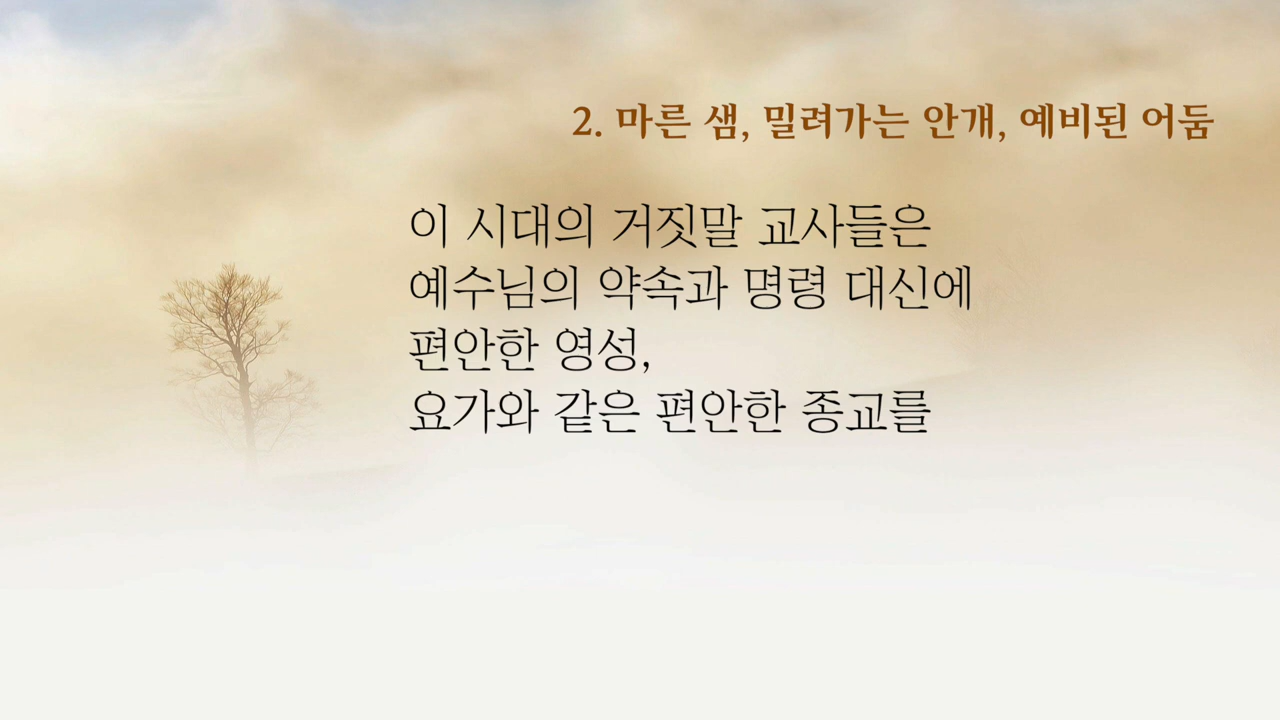 2. 마른 샘, 밀려가는 안개, 예비된 어둠
이 시대의 거짓말 교사들은
예수님의 약속과 명령 대신에
편안한 영성,
요가와 같은 편안한 종교를